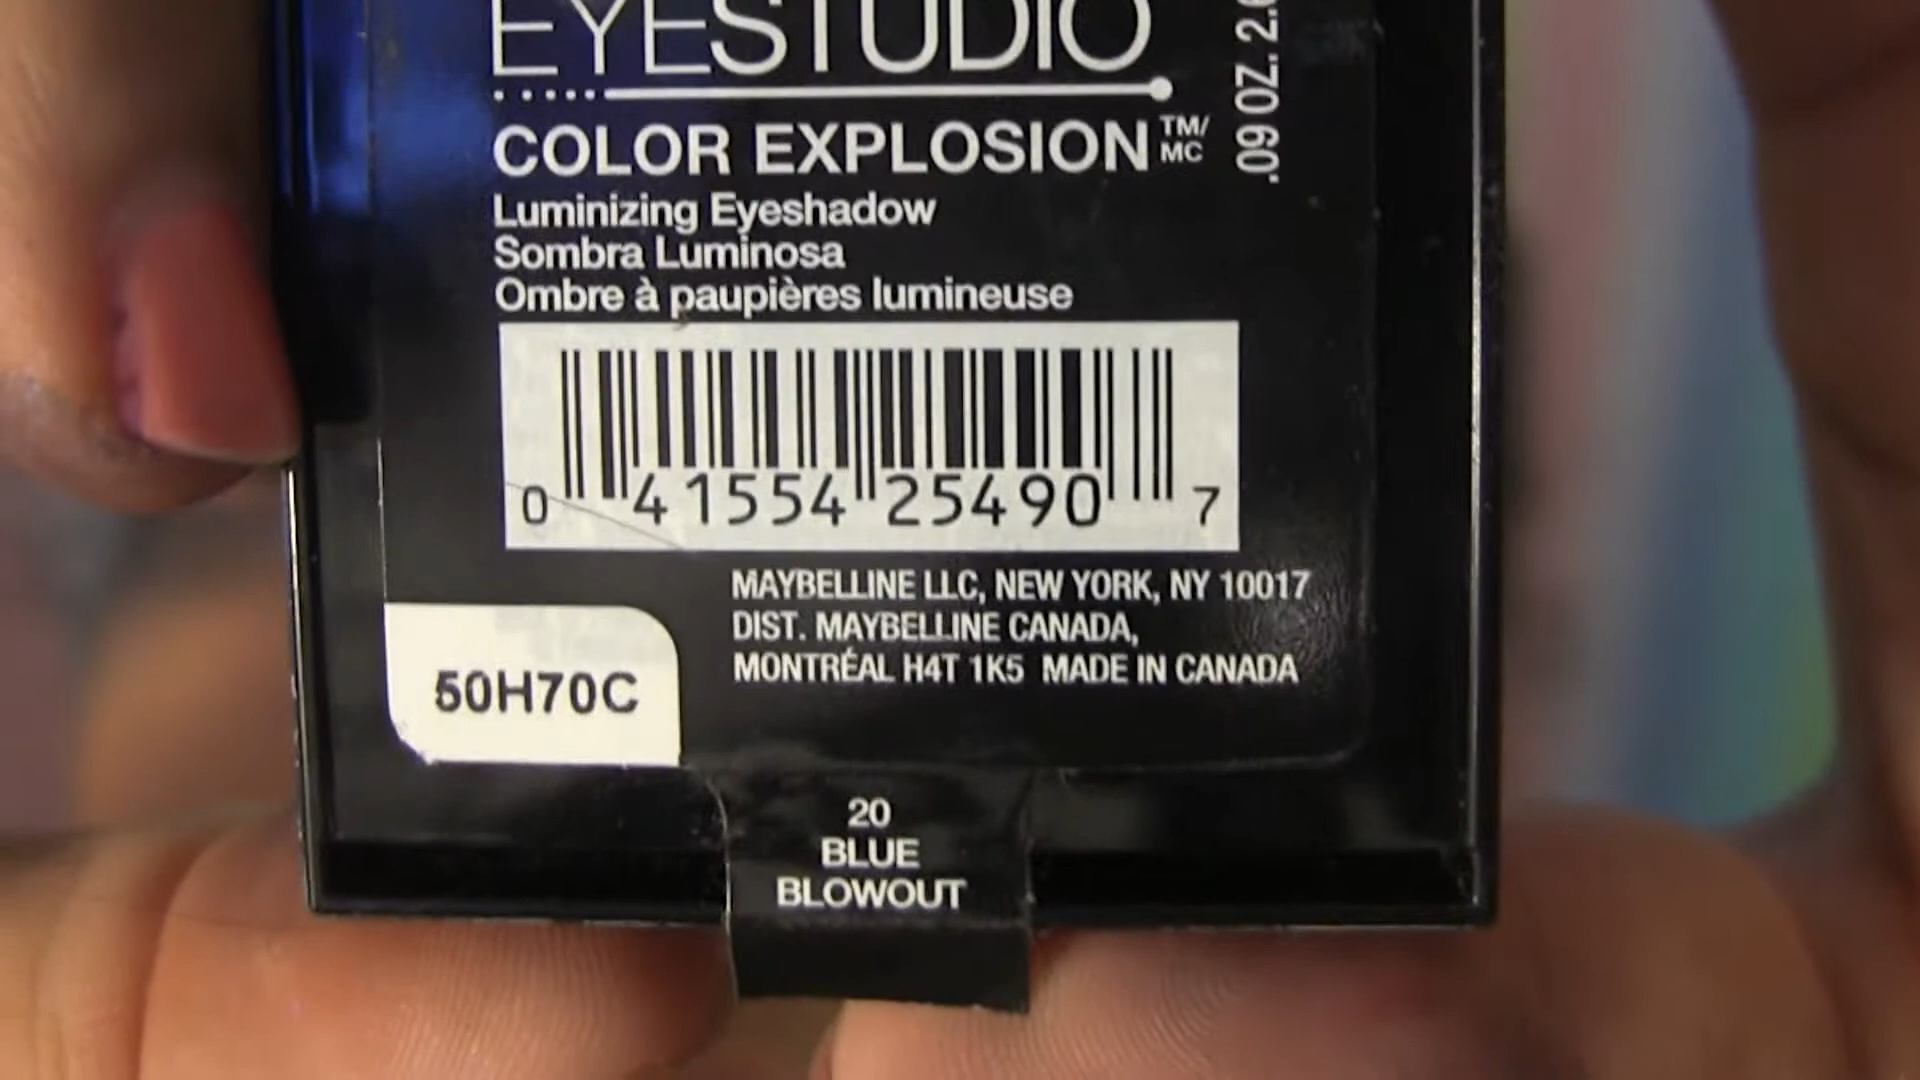 EYESTUDIO
COLOR EXPLOSION TM/MC
.09 OZ. 2.
Luminizing Eyeshadow
Sombra Luminosa
Ombre à paupières lumineuse
0 41554 25490 7
MAYBELLINE LLC, NEW YORK, NY 10017
DIST. MAYBELLINE CANADA,
MONTRÉAL H4T 1K5 MADE IN CANADA
50H70C
20
BLUE
BLOWOUT